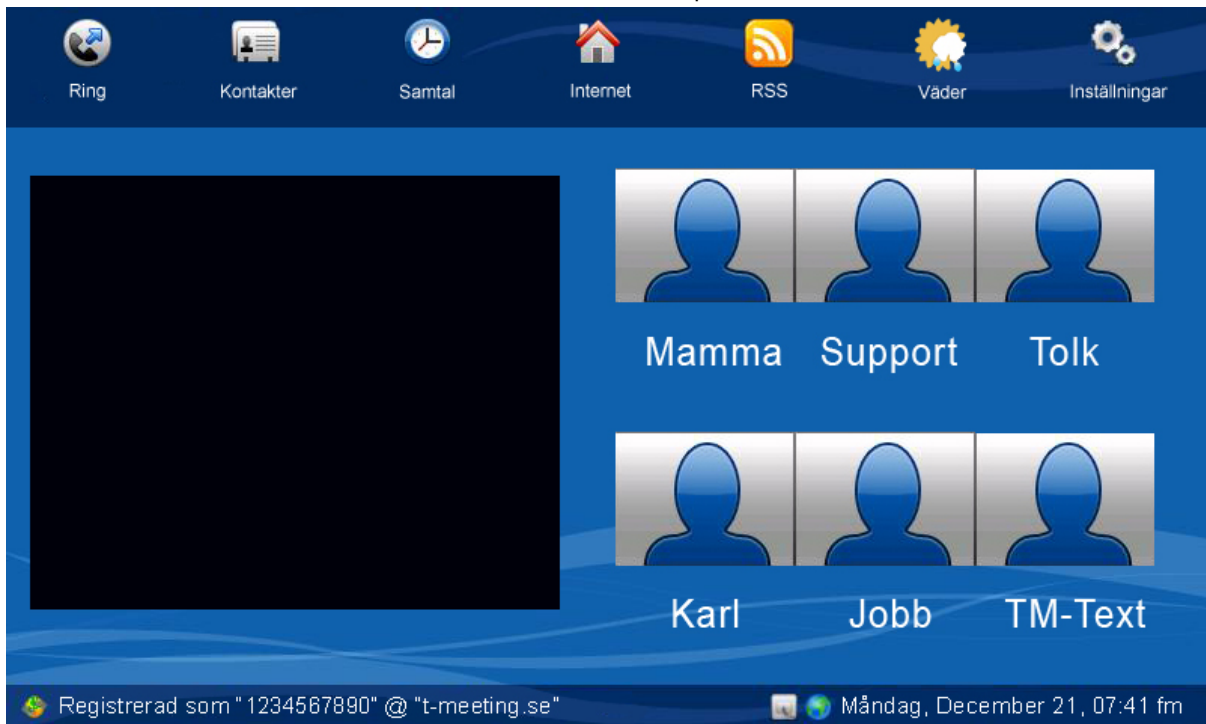 Ring Kontakter Samtal Internet RSS Väder Inställningar
Mamma Support Tolk
Karl Jobb TM-Text
Registrerad som "1234567890" @ "t-meeting.se" Måndag, December 21, 07:41 fm